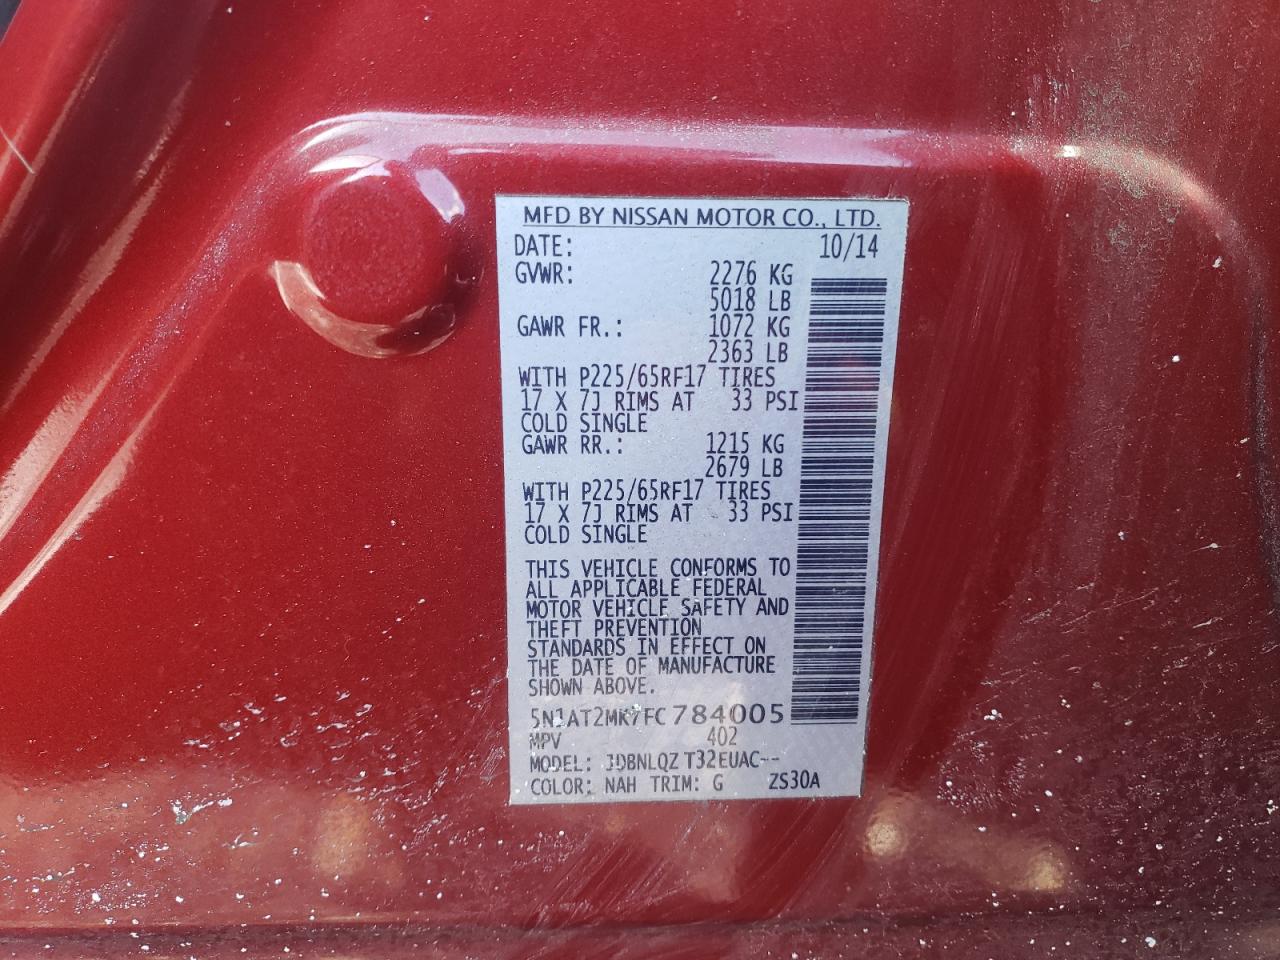 MFD BY NISSAN MOTOR CO., LTD.
DATE: 10/14
GVWR: 2276 KG
5018 LB
GAWR FR.: 1072 KG
2363 LB
WITH P225/65RF17 TIRES
17 X 7J RIMS AT 33 PSI
COLD SINGLE
GAWR RR.: 1215 KG
2679 LB
WITH P225/65RF17 TIRES
17 X 7J RIMS AT 33 PSI
COLD SINGLE
THIS VEHICLE CONFORMS TO
ALL APPLICABLE FEDERAL
MOTOR VEHICLE SAFETY AND
THEFT PREVENTION
STANDARDS IN EFFECT ON
THE DATE OF MANUFACTURE
SHOWN ABOVE.
5N1AT2MK7FC784005
MPV 402
MODEL: JDBNLQZ T32EUAC--
COLOR: NAH TRIM: G ZS30A